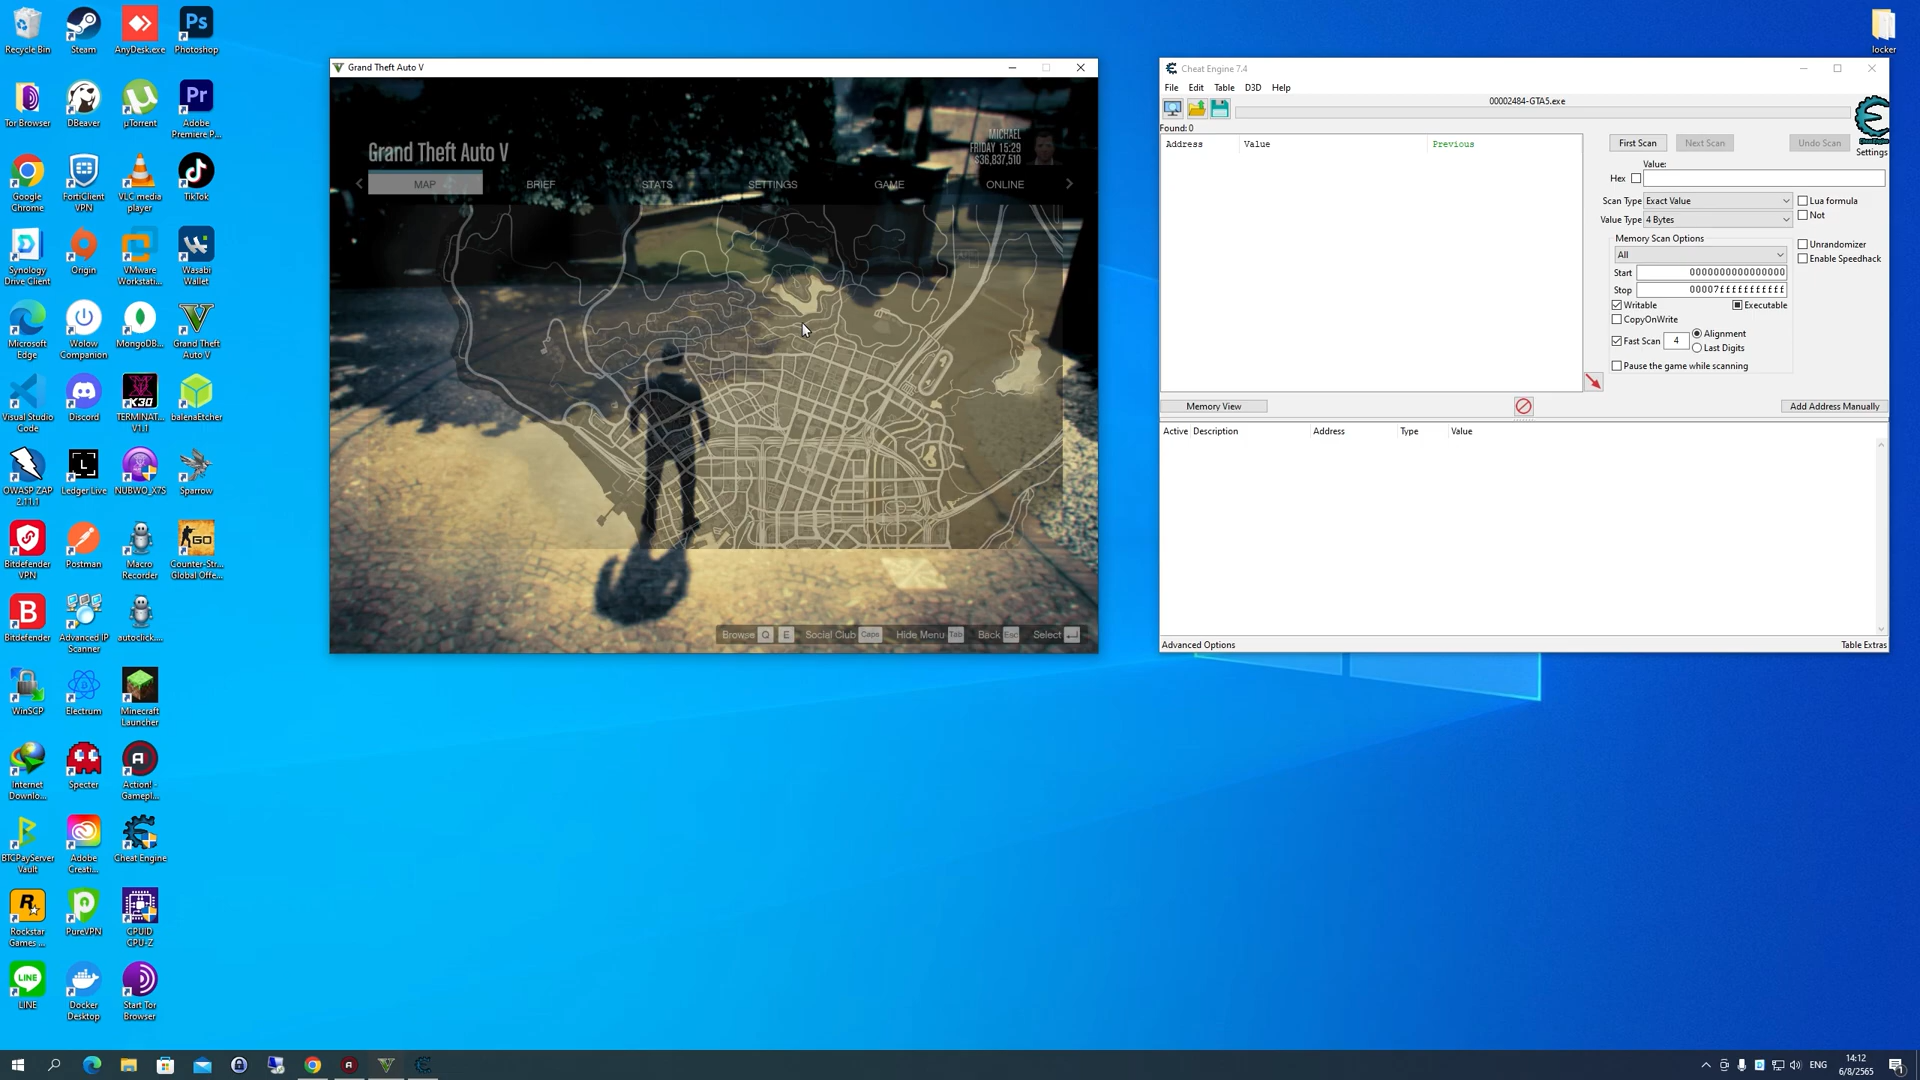 Recycle Bin
Steam
AnyDesk.exe
Photoshop
Tor Browser
DBeaver
µTorrent
Adobe
Premiere P...
Google
Chrome
FortiClient
VPN
VLC media
player
TikTok
Synology
Drive Client
Origin
VMware
Workstati...
Wasabi
Wallet
Microsoft
Edge
Wolow
Companion
MongoDB...
Grand Theft
Auto V
Visual Studio
Code
Discord
TERMINAT...
V1.1
balenaEtcher
OWASP ZAP
2.11.1
Ledger Live
NUBWO_X7S
Sparrow
Bitdefender
VPN
Postman
Macro
Recorder
Counter-Str...
Global Offe...
Bitdefender
Advanced IP
Scanner
autoclick....
WinSCP
Electrum
Minecraft
Launcher
Internet
Downlo...
Specter
Action! -
Gamepl...
BTCPayServer
Vault
Adobe
Creati...
Cheat Engine
Rockstar
Games ...
PureVPN
CPUID
CPU-Z
LINE
Docker
Desktop
Start Tor
Browser
locker
Grand Theft Auto V
Grand Theft Auto V
MICHAEL
FRIDAY 15:29
$36,837,510
MAP
BRIEF
STATS
SETTINGS
GAME
ONLINE
Browse Q E Social Club Caps Hide Menu Tab Back Esc Select
Cheat Engine 7.4
File Edit Table D3D Help
00002484-GTA5.exe
Found: 0
Address Value Previous
First Scan Next Scan Undo Scan
Settings
Value:
Hex
Scan Type Exact Value
Lua formula
Value Type 4 Bytes
Not
Memory Scan Options
All
Unrandomizer
Enable Speedhack
Start 0000000000000000
Stop 00007fffffffffff
Writable Executable
CopyOnWrite
Fast Scan 4 Alignment
Last Digits
Pause the game while scanning
Memory View
Add Address Manually
Active Description Address Type Value
Advanced Options
Table Extras
ENG
14:12
6/8/2565